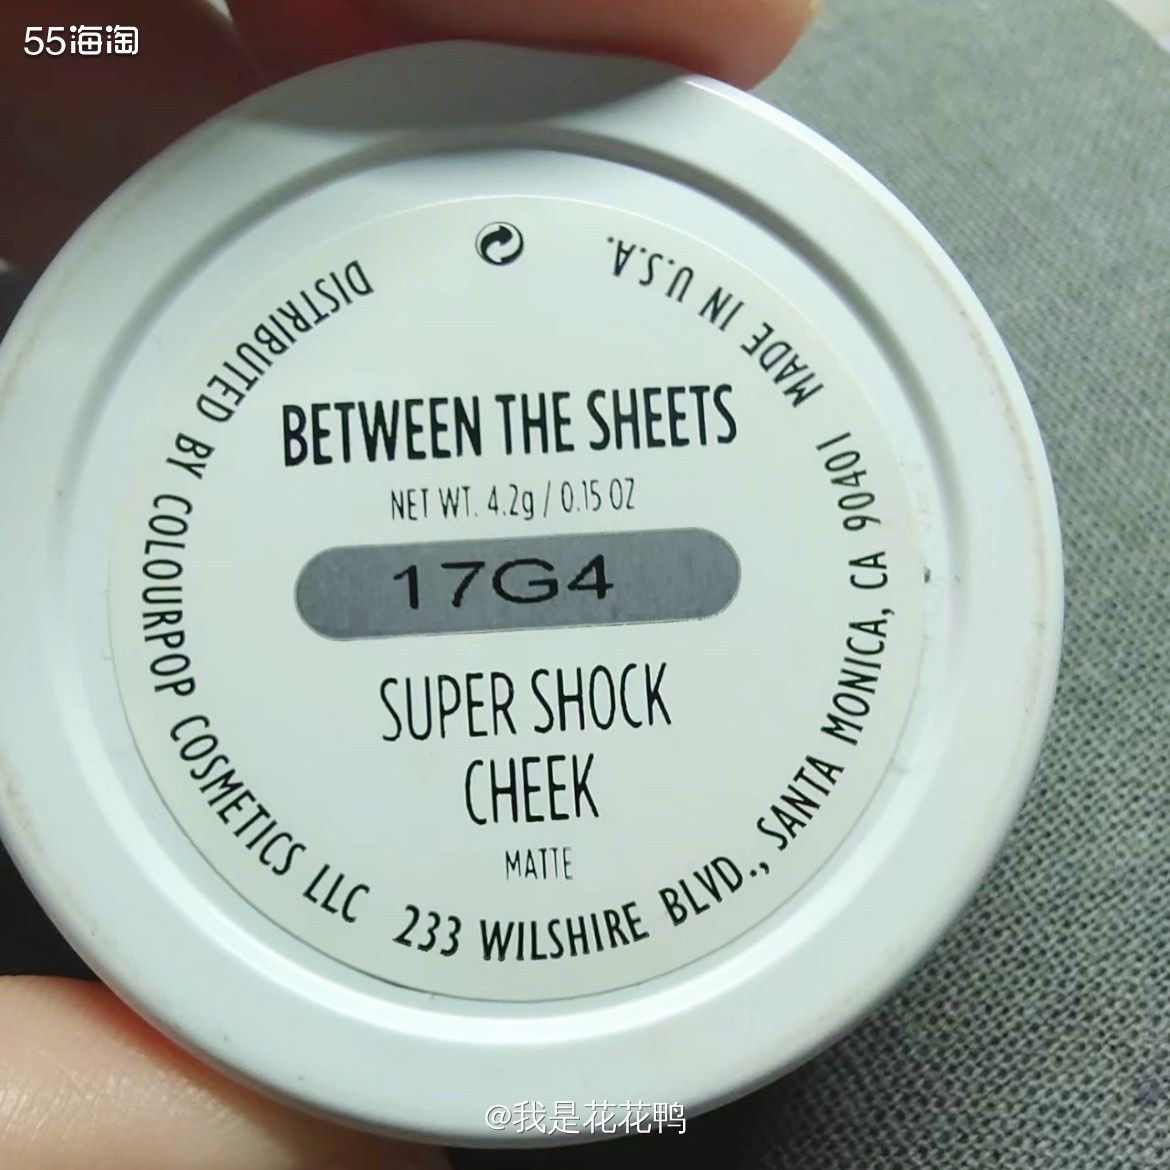 55海淘
BETWEEN THE SHEETS
NET WT. 4.2g / 0.15 OZ
17G4
SUPER SHOCK
CHEEK
MATTE
DISTRIBUTED BY COLOURPOP COSMETICS LLC 233 WILSHIRE BLVD., SANTA MONICA, CA 90401 MADE IN U.S.A.
@我是花花鸭